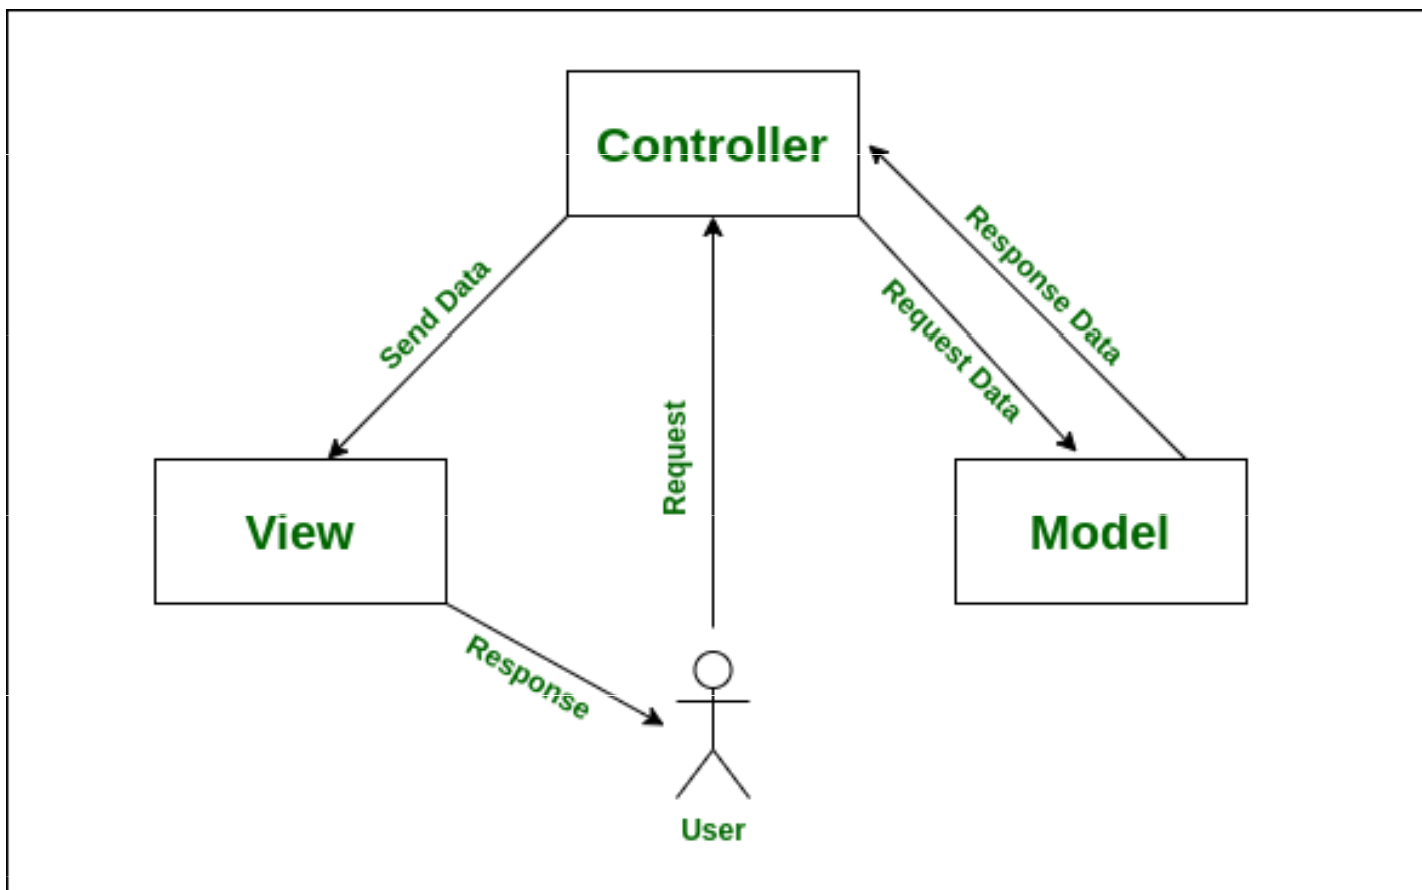 Controller
Send Data
Request
Request Data
Response Data
View
Model
Response
User